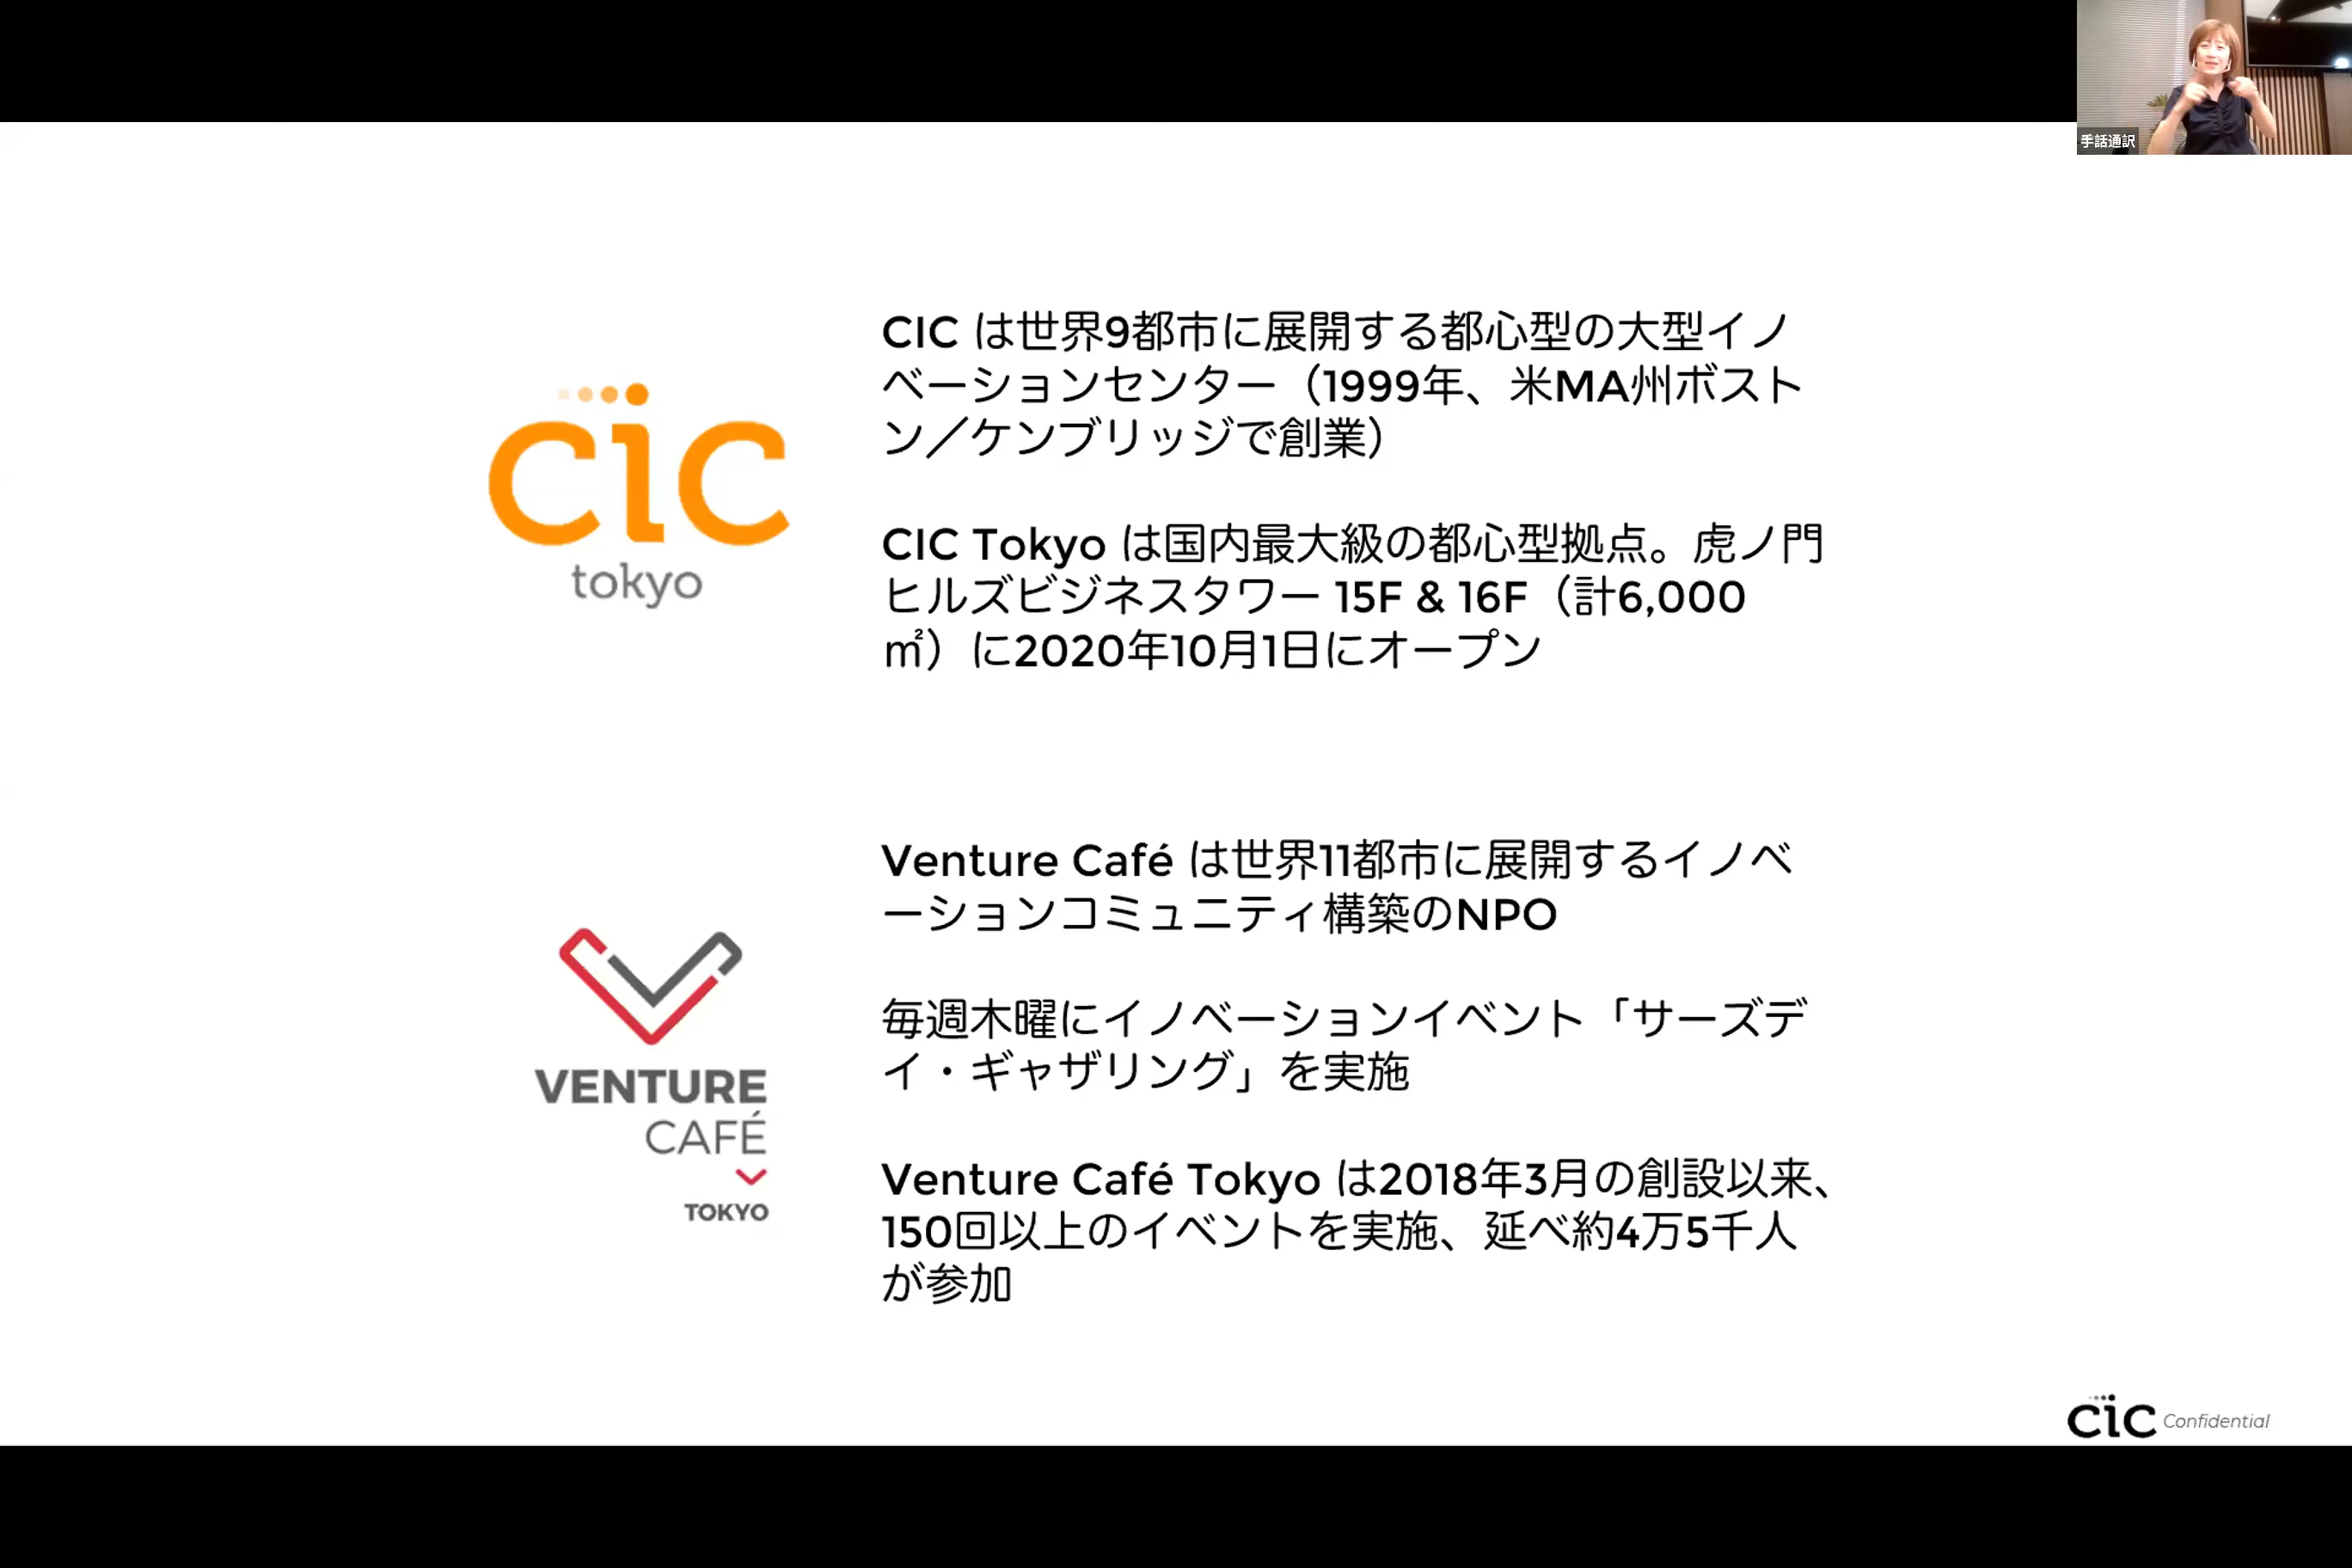 手話通訳
cic
tokyo
CIC は世界9都市に展開する都心型の大型イノ
ベーションセンター（1999年、米MA州ボスト
ン／ケンブリッジで創業）
CIC Tokyo は国内最大級の都心型拠点。虎ノ門
ヒルズビジネスタワー 15F & 16F（計6,000
㎡）に2020年10月1日にオープン
VENTURE
CAFÉ
TOKYO
Venture Café は世界11都市に展開するイノベ
ーションコミュニティ構築のNPO
毎週木曜にイノベーションイベント「サーズデ
イ・ギャザリング」を実施
Venture Café Tokyo は2018年3月の創設以来、
150回以上のイベントを実施、延べ約4万5千人
が参加
cic Confidential